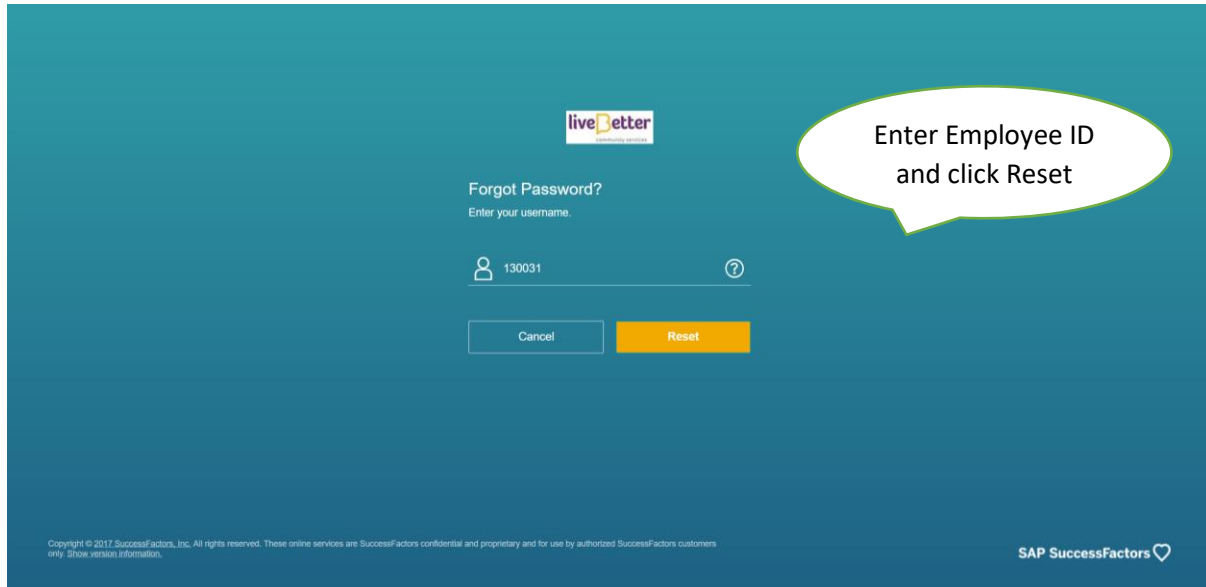 liveBetter
community services
Enter Employee ID
and click Reset
Forgot Password?
Enter your username.
130031
?
Cancel
Reset
Copyright © 2017 SuccessFactors, Inc. All rights reserved. These online services are SuccessFactors confidential and proprietary and for use by authorized SuccessFactors customers
only. Show version information.
SAP SuccessFactors